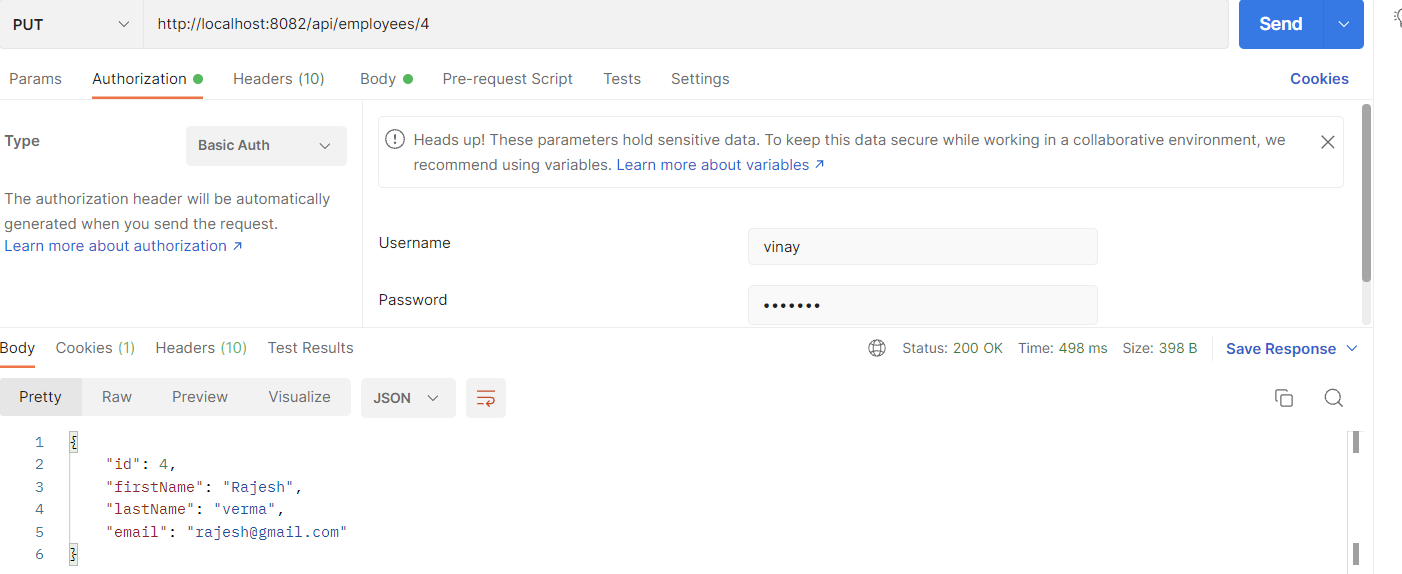 PUT http://localhost:8082/api/employees/4 Send
Params Authorization Headers (10) Body Pre-request Script Tests Settings Cookies
Type Basic Auth
The authorization header will be automatically
generated when you send the request.
Learn more about authorization ↗
Heads up! These parameters hold sensitive data. To keep this data secure while working in a collaborative environment, we
recommend using variables. Learn more about variables ↗
Username vinay
Password •••••••
Body Cookies (1) Headers (10) Test Results Status: 200 OK Time: 498 ms Size: 398 B Save Response
Pretty Raw Preview Visualize JSON
1 {
2 "id": 4,
3 "firstName": "Rajesh",
4 "lastName": "verma",
5 "email": "rajesh@gmail.com"
6 }